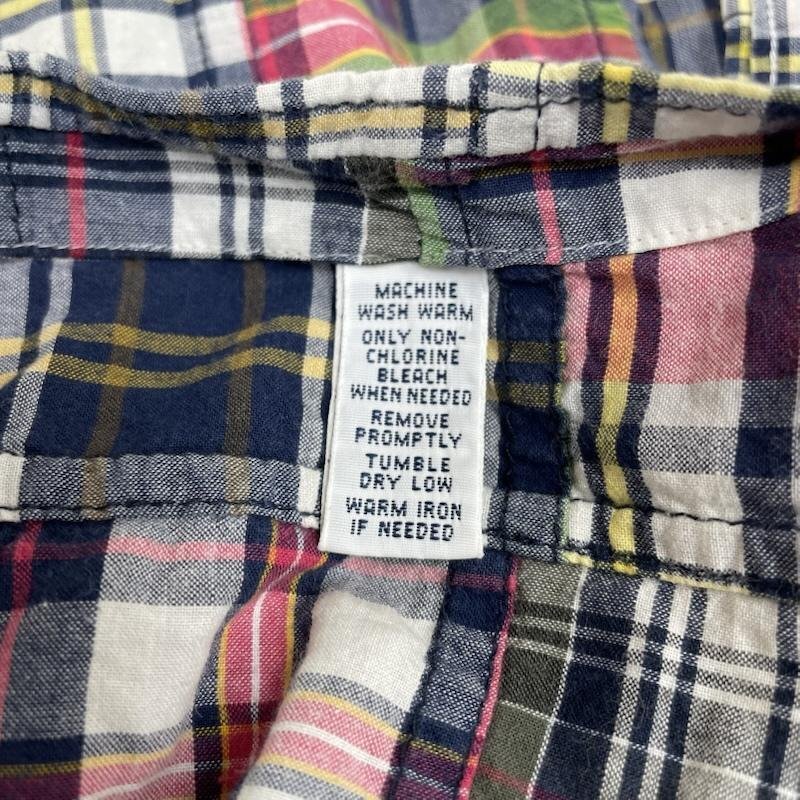 MACHINE
WASH WARM
ONLY NON-
CHLORINE
BLEACH
WHEN NEEDED
REMOVE
PROMPTLY
TUMBLE
DRY LOW
WARM IRON
IF NEEDED